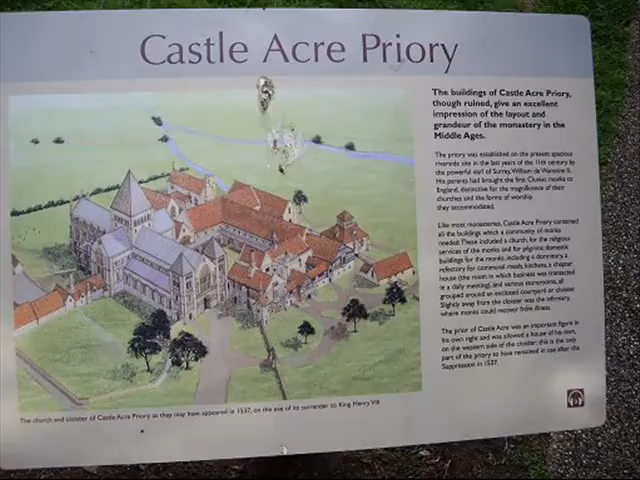 Castle Acre Priory
The buildings of Castle Acre Priory,
though ruined, give an excellent
impression of the layout and
grandeur of the monastery in the
Middle Ages.
The priory was established on the present spacious
riverside site in the last years of the 11th century by
the powerful earl of Surrey, William de Warenne II.
His parents had brought the first Cluniac monks to
England, distinctive for the magnificence of their
churches and the forms of worship
they accommodated.
Like most monasteries, Castle Acre Priory contained
all the buildings which a community of monks
needed. These included a church, for the religious
services of the monks and for pilgrims; domestic
buildings for the monks, including a dormitory, a
refectory for communal meals, kitchens, a chapter
house (the room in which business was transacted
in a daily meeting), and various storerooms, all
grouped around an enclosed courtyard or cloister.
Slightly away from the cloister was the infirmary,
where monks could recover from illness.
The prior of Castle Acre was an important figure in
his own right and was allowed a house of his own,
on the western side of the cloister; this is the only
part of the priory to have remained in use after the
Suppression in 1537.
The church and cloister of Castle Acre Priory as they may have appeared in 1537, on the eve of its surrender to King Henry VIII